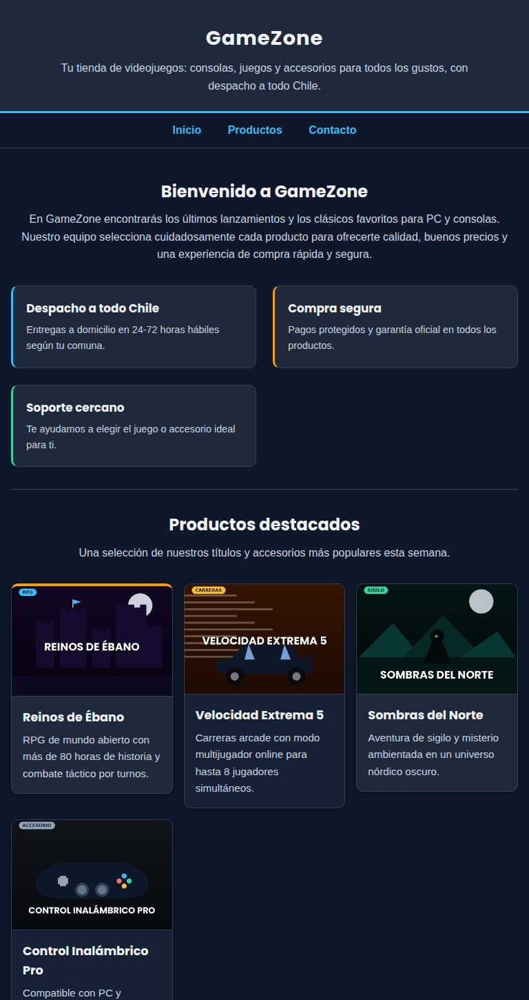 GameZone
Tu tienda de videojuegos: consolas, juegos y accesorios para todos los gustos, con
despacho a todo Chile.
Inicio Productos Contacto
Bienvenido a GameZone
En GameZone encontrarás los últimos lanzamientos y los clásicos favoritos para PC y consolas.
Nuestro equipo selecciona cuidadosamente cada producto para ofrecerte calidad, buenos precios y
una experiencia de compra rápida y segura.
Despacho a todo Chile
Entregas a domicilio en 24-72 horas hábiles
según tu comuna.
Compra segura
Pagos protegidos y garantía oficial en todos los
productos.
Soporte cercano
Te ayudamos a elegir el juego o accesorio ideal
para ti.
Productos destacados
Una selección de nuestros títulos y accesorios más populares esta semana.
RPG
REINOS DE ÉBANO
Reinos de Ébano
RPG de mundo abierto con
más de 80 horas de historia y
combate táctico por turnos.
CARRERAS
VELOCIDAD EXTREMA 5
Velocidad Extrema 5
Carreras arcade con modo
multijugador online para
hasta 8 jugadores
simultáneos.
SIGILO
SOMBRAS DEL NORTE
Sombras del Norte
Aventura de sigilo y misterio
ambientada en un universo
nórdico oscuro.
ACCESORIO
CONTROL INALÁMBRICO PRO
Control Inalámbrico
Pro
Compatible con PC y